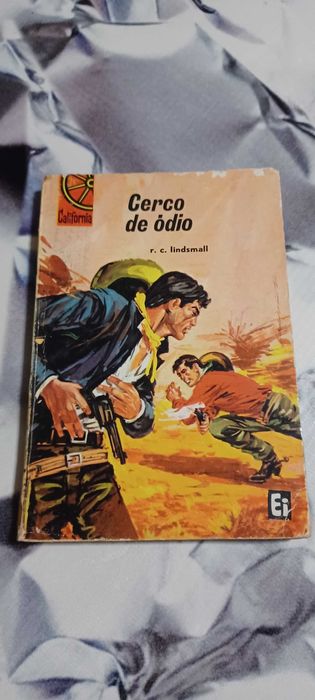 California
Cerco
de ódio
r. c. lindsmall
Ei